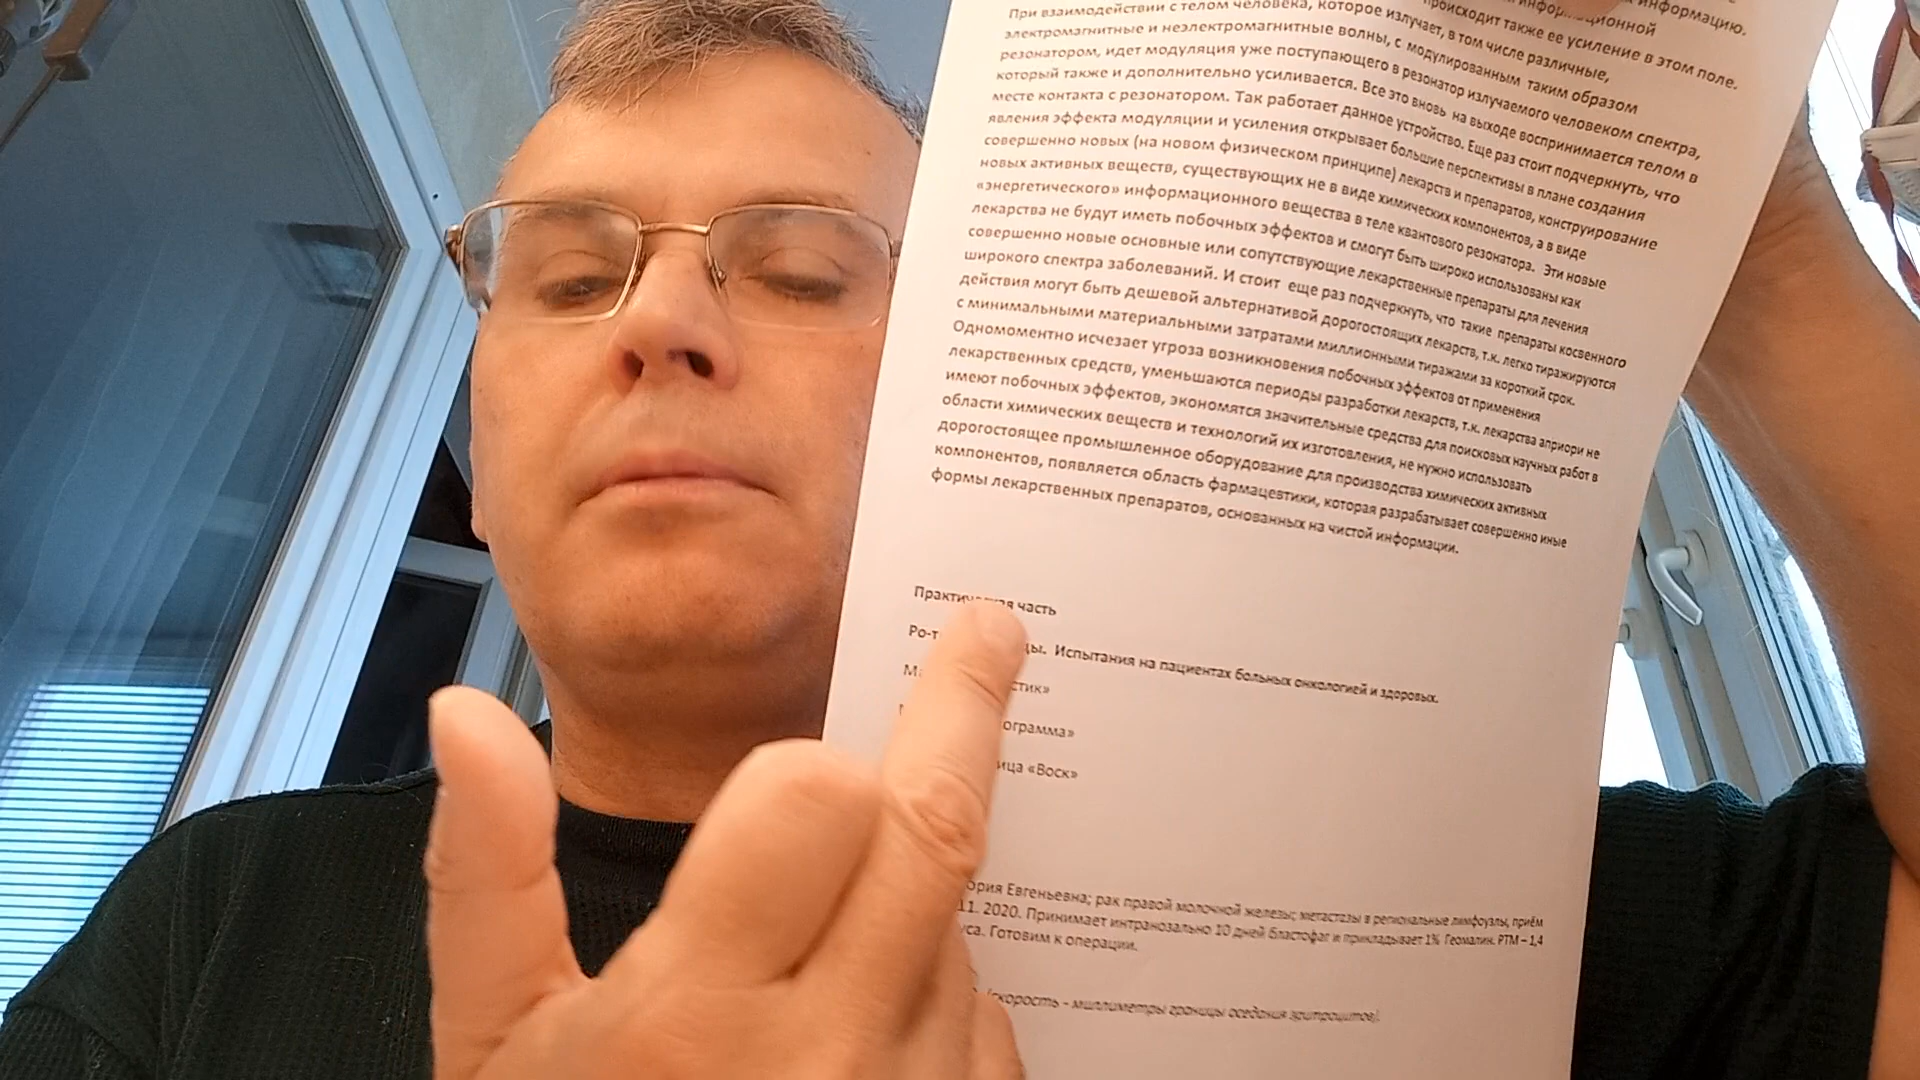 информацию.
происходит также ее усиление в этом поле.
При взаимодействии с телом человека, которое излучает, в том числе различные,
электромагнитные и неэлектромагнитные волны, с модулированным таким образом
резонатором, идет модуляция уже поступающего в резонатор излучаемого человеком спектра,
который также и дополнительно усиливается. Все это вновь на выходе воспринимается телом в
месте контакта с резонатором. Так работает данное устройство. Еще раз стоит подчеркнуть, что
явления эффекта модуляции и усиления открывает большие перспективы в плане создания
совершенно новых (на новом физическом принципе) лекарств и препаратов, конструирование
новых активных веществ, существующих не в виде химических компонентов, а в виде
«энергетического» информационного вещества в теле квантового резонатора. Эти новые
лекарства не будут иметь побочных эффектов и смогут быть широко использованы как
совершенно новые основные или сопутствующие лекарственные препараты для лечения
широкого спектра заболеваний. И стоит еще раз подчеркнуть, что такие препараты косвенного
действия могут быть дешевой альтернативой дорогостоящих лекарств, т.к. легко тиражируются
с минимальными материальными затратами миллионными тиражами за короткий срок.
Одномоментно исчезает угроза возникновения побочных эффектов от применения
лекарственных средств, уменьшаются периоды разработки лекарств, т.к. лекарства априори не
имеют побочных эффектов, экономятся значительные средства для поисковых научных работ в
области химических веществ и технологий их изготовления, не нужно использовать
дорогостоящее промышленное оборудование для производства химических активных
компонентов, появляется область фармацевтики, которая разрабатывает совершенно иные
формы лекарственных препаратов, основанных на чистой информации.
Практическая часть
Испытания на пациентах больных онкологией и здоровых.
«Воск»
Евгеньевна; рак правой молочной железы; метастазы в региональные лимфоузлы, приём
11. 2020. Принимает интраназально 10 дней бластофаг и прикладывает 1% Геомалин. РТМ – 1,4
Готовим к операции.
(скорость - миллиметры границы оседания эритроцитов).